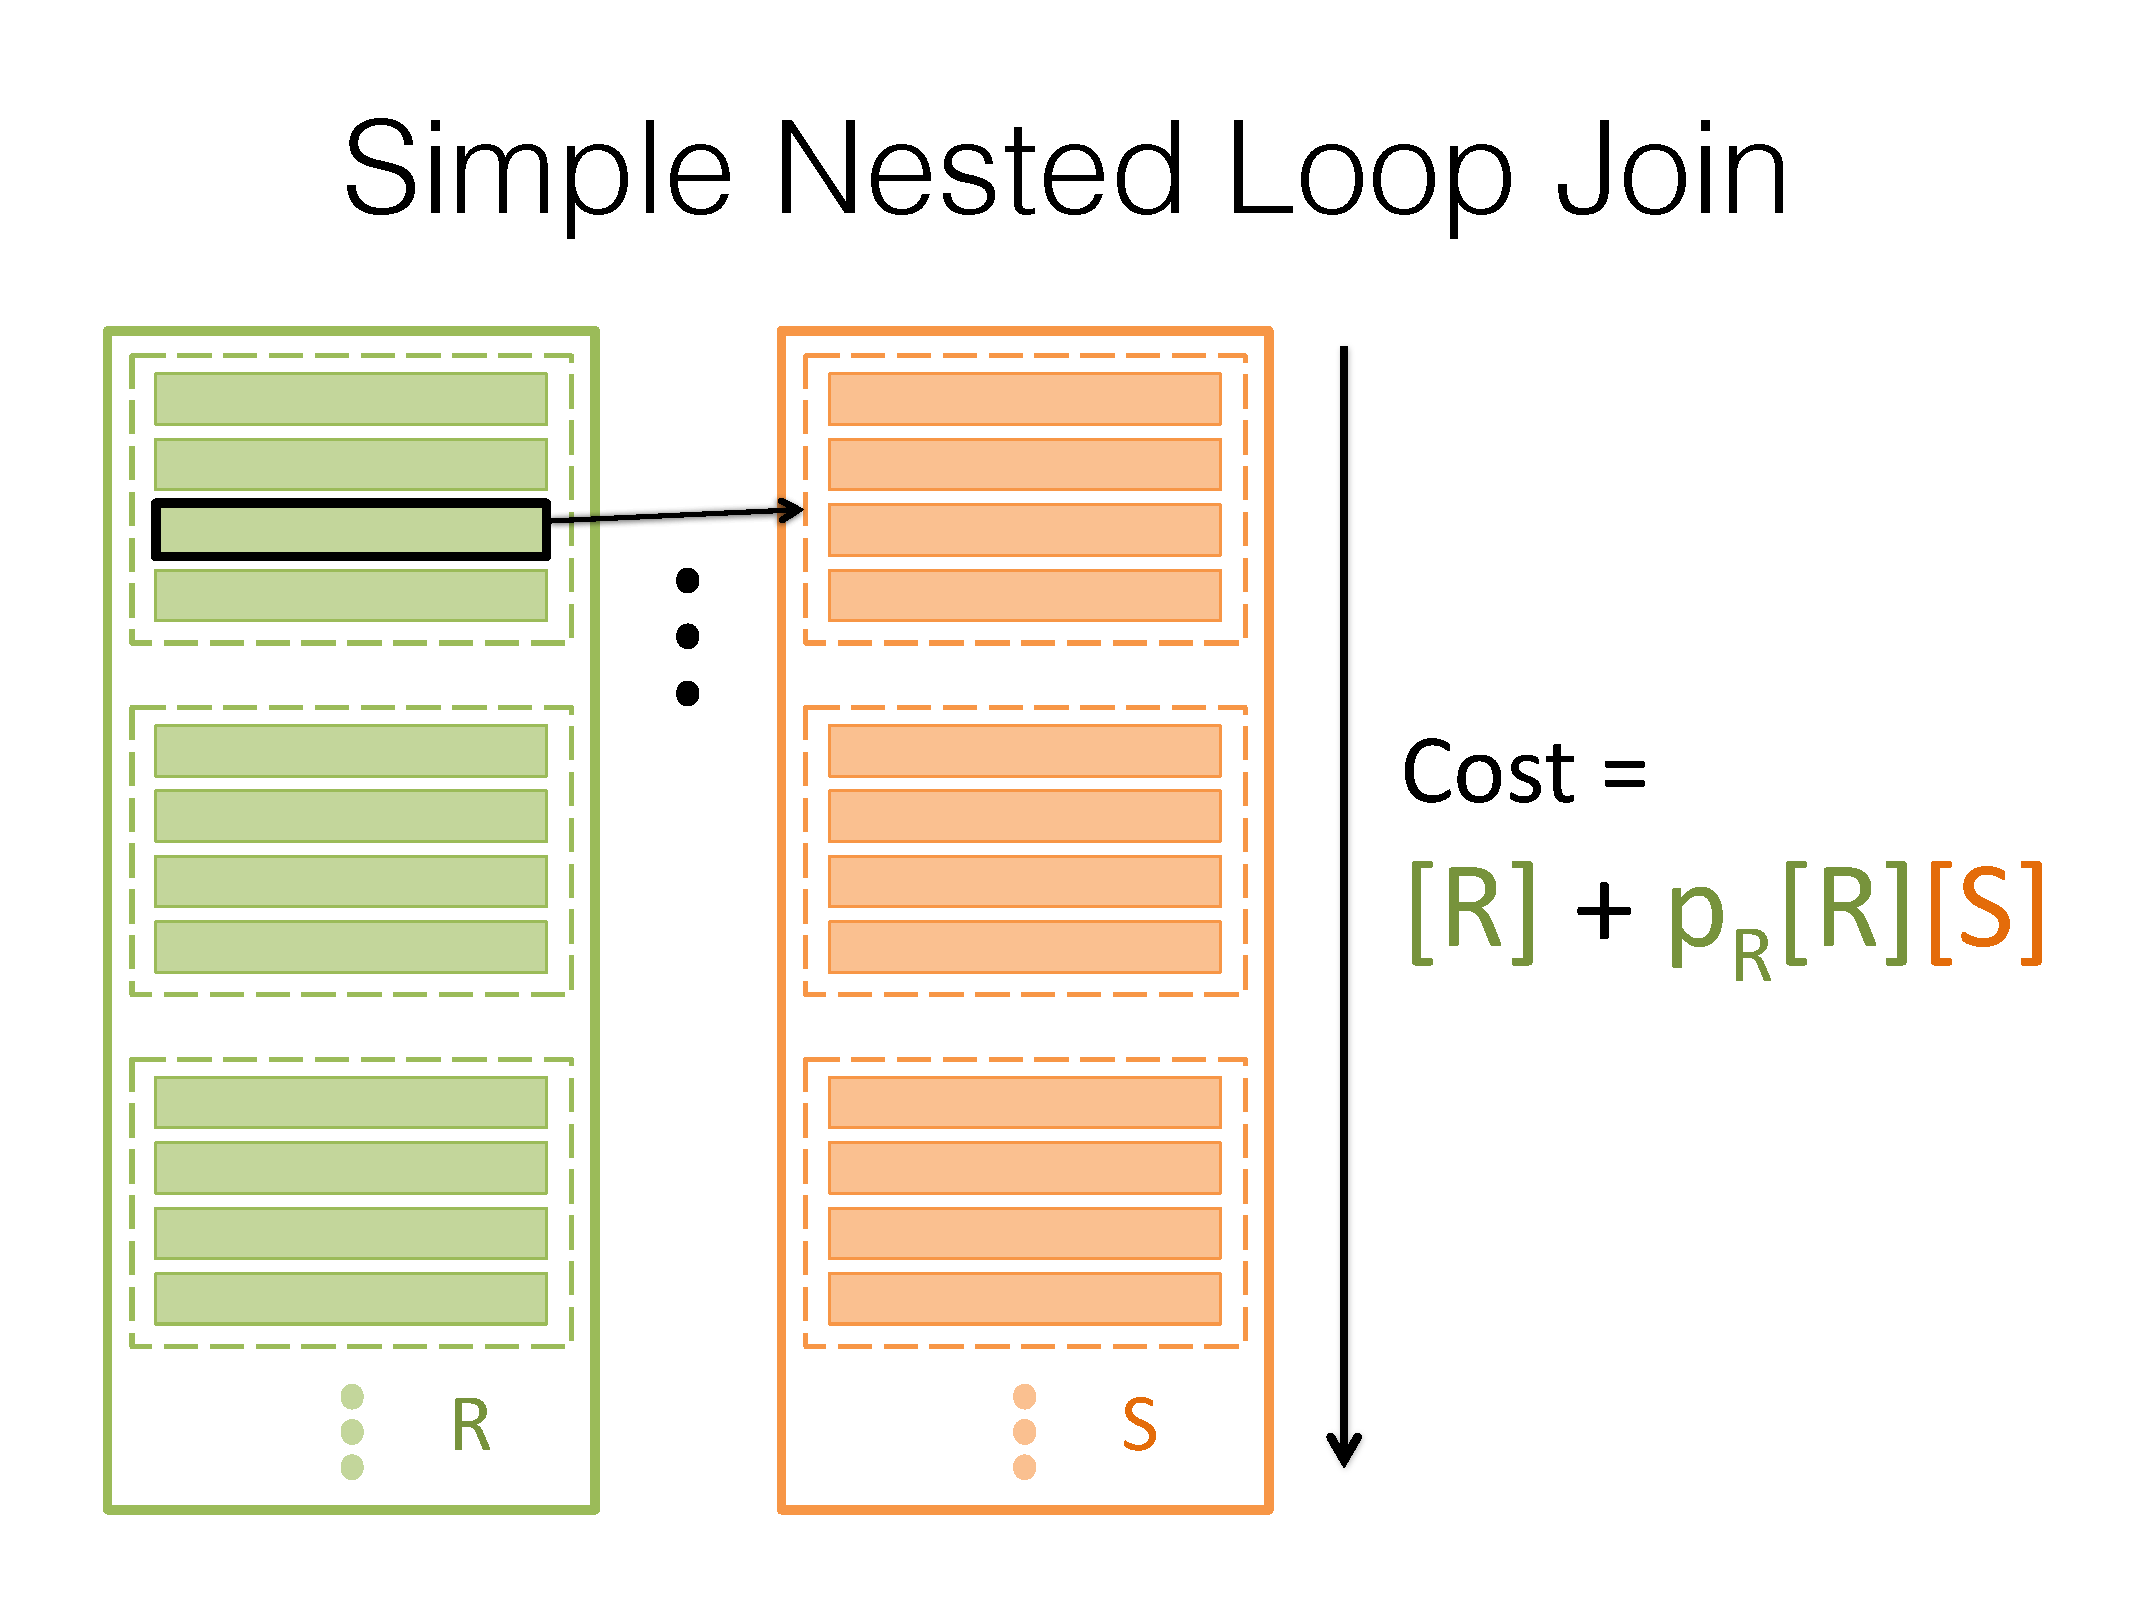 Simple Nested Loop Join
Cost =
[R] + pR[R][S]
R
S